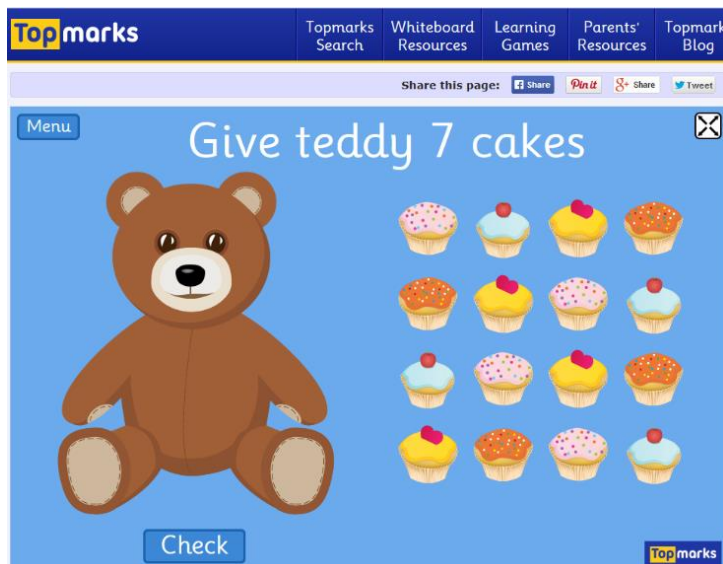 Topmarks
Topmarks Search
Whiteboard Resources
Learning Games
Parents' Resources
Topmark Blog
Share this page:
Share
Pin it
g+ Share
Tweet
Menu
Give teddy 7 cakes
Check
Topmarks